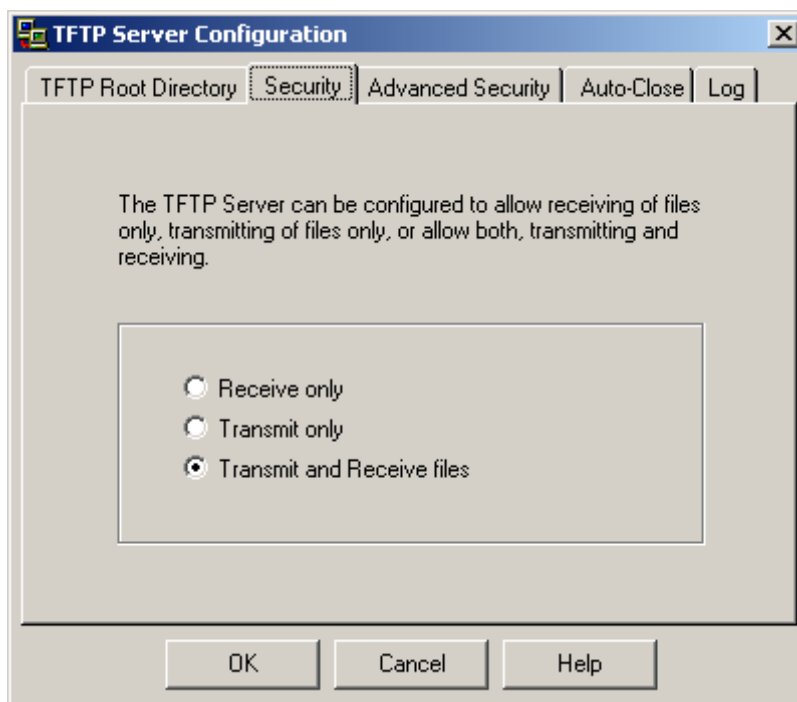 TFTP Server Configuration
TFTP Root Directory Security Advanced Security Auto-Close Log
The TFTP Server can be configured to allow receiving of files
only, transmitting of files only, or allow both, transmitting and
receiving.
Receive only
Transmit only
Transmit and Receive files
OK Cancel Help